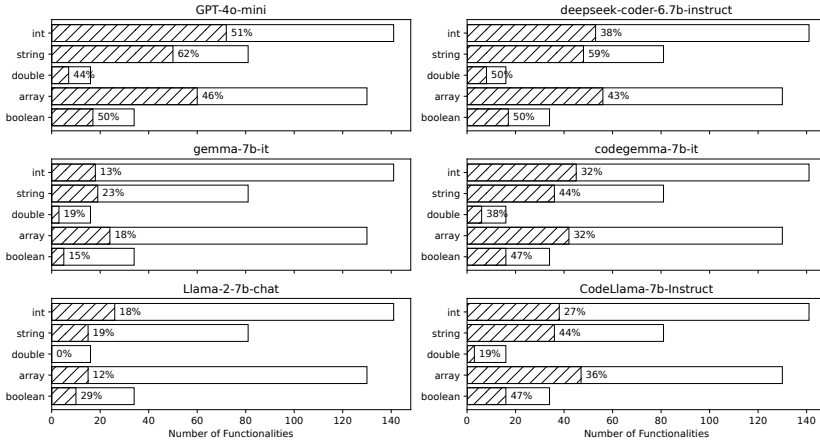 GPT-4o-mini
int 51%
string 62%
double 44%
array 46%
boolean 50%
deepseek-coder-6.7b-instruct
int 38%
string 59%
double 50%
array 43%
boolean 50%
gemma-7b-it
int 13%
string 23%
double 19%
array 18%
boolean 15%
codegemma-7b-it
int 32%
string 44%
double 38%
array 32%
boolean 47%
Llama-2-7b-chat
int 18%
string 19%
double 0%
array 12%
boolean 29%
0 20 40 60 80 100 120 140
Number of Functionalities
CodeLlama-7b-Instruct
int 27%
string 44%
double 19%
array 36%
boolean 47%
0 20 40 60 80 100 120 140
Number of Functionalities